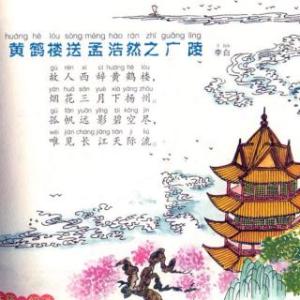 huáng hè lóu sòng mèng hào rán zhī guǎng líng
黄鹤楼送孟浩然之广陵
lǐ bái
李白
gù rén xī cí huáng hè lóu
故人西辞黄鹤楼，
yān huā sān yuè xià yáng zhōu
烟花三月下扬州。
gū fān yuǎn yǐng bì kōng jìn
孤帆远影碧空尽，
wéi jiàn cháng jiāng tiān jì liú
唯见长江天际流。